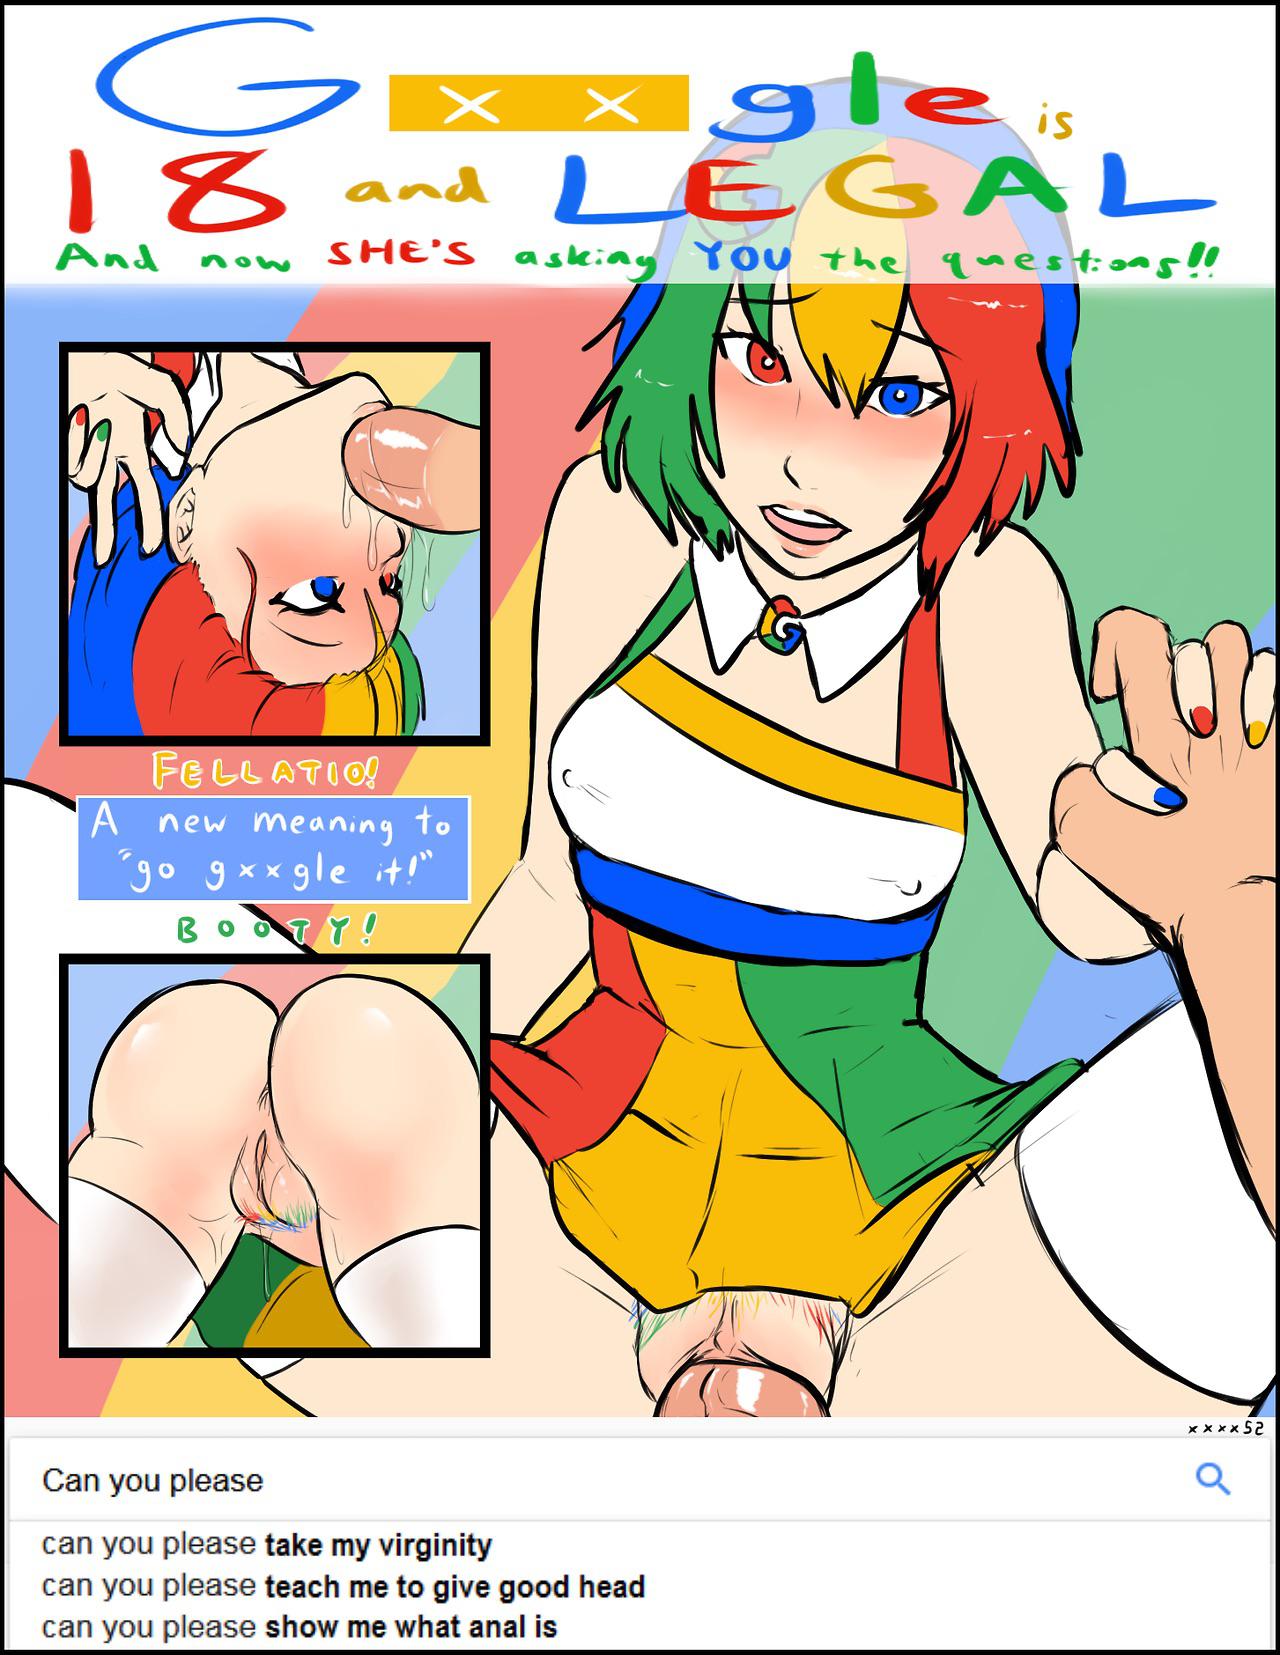 Gxxgle is
18 and LEGAL
And now SHE'S asking YOU the questions!!
FELLATIO!
A new meaning to
"go gxxgle it!"
BOOTY!
xxxx52
Can you please
can you please take my virginity
can you please teach me to give good head
can you please show me what anal is